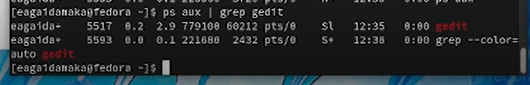 [eagaidamaka@fedora ~]$ ps aux | grep gedit
eagaida+ 5517 0.2 2.9 779100 60212 pts/0 Sl 12:35 0:00 gedit
eagaida+ 5593 0.0 0.1 221680 2432 pts/0 S+ 12:38 0:00 grep --color=
auto gedit
[eagaidamaka@fedora ~]$